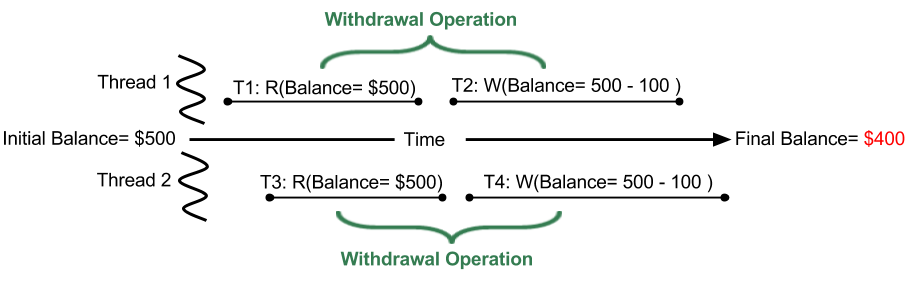 Withdrawal Operation
Thread 1
T1: R(Balance= $500)
T2: W(Balance= 500 - 100 )
Initial Balance= $500
Time
Final Balance= $400
Thread 2
T3: R(Balance= $500)
T4: W(Balance= 500 - 100 )
Withdrawal Operation